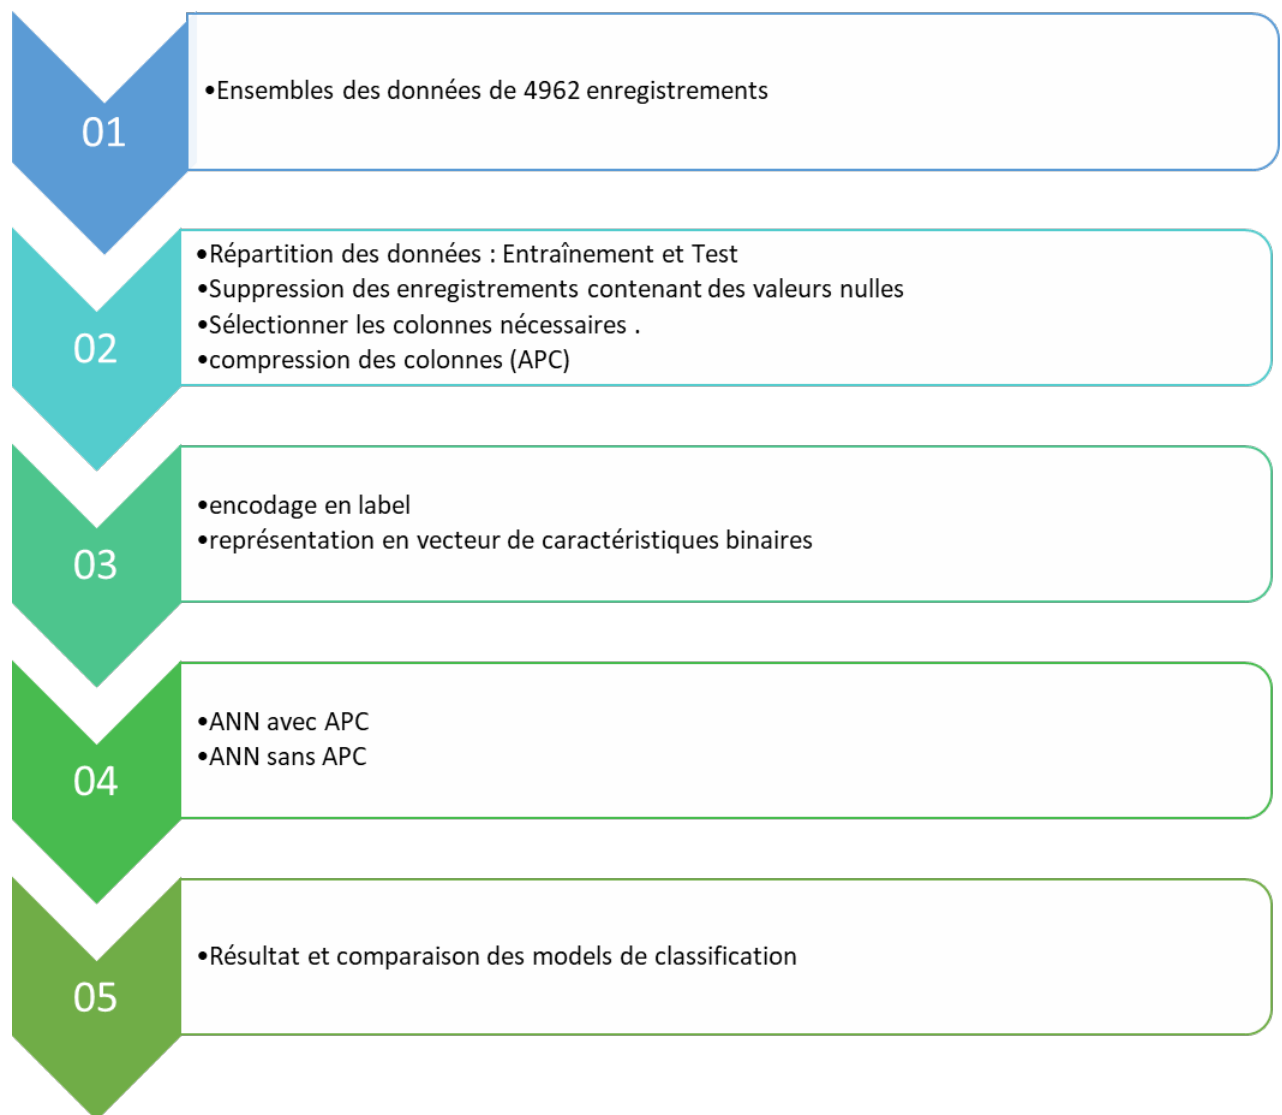 01
•Ensembles des données de 4962 enregistrements
02
•Répartition des données : Entraînement et Test
•Suppression des enregistrements contenant des valeurs nulles
•Sélectionner les colonnes nécessaires .
•compression des colonnes (APC)
03
•encodage en label
•représentation en vecteur de caractéristiques binaires
04
•ANN avec APC
•ANN sans APC
05
•Résultat et comparaison des models de classification